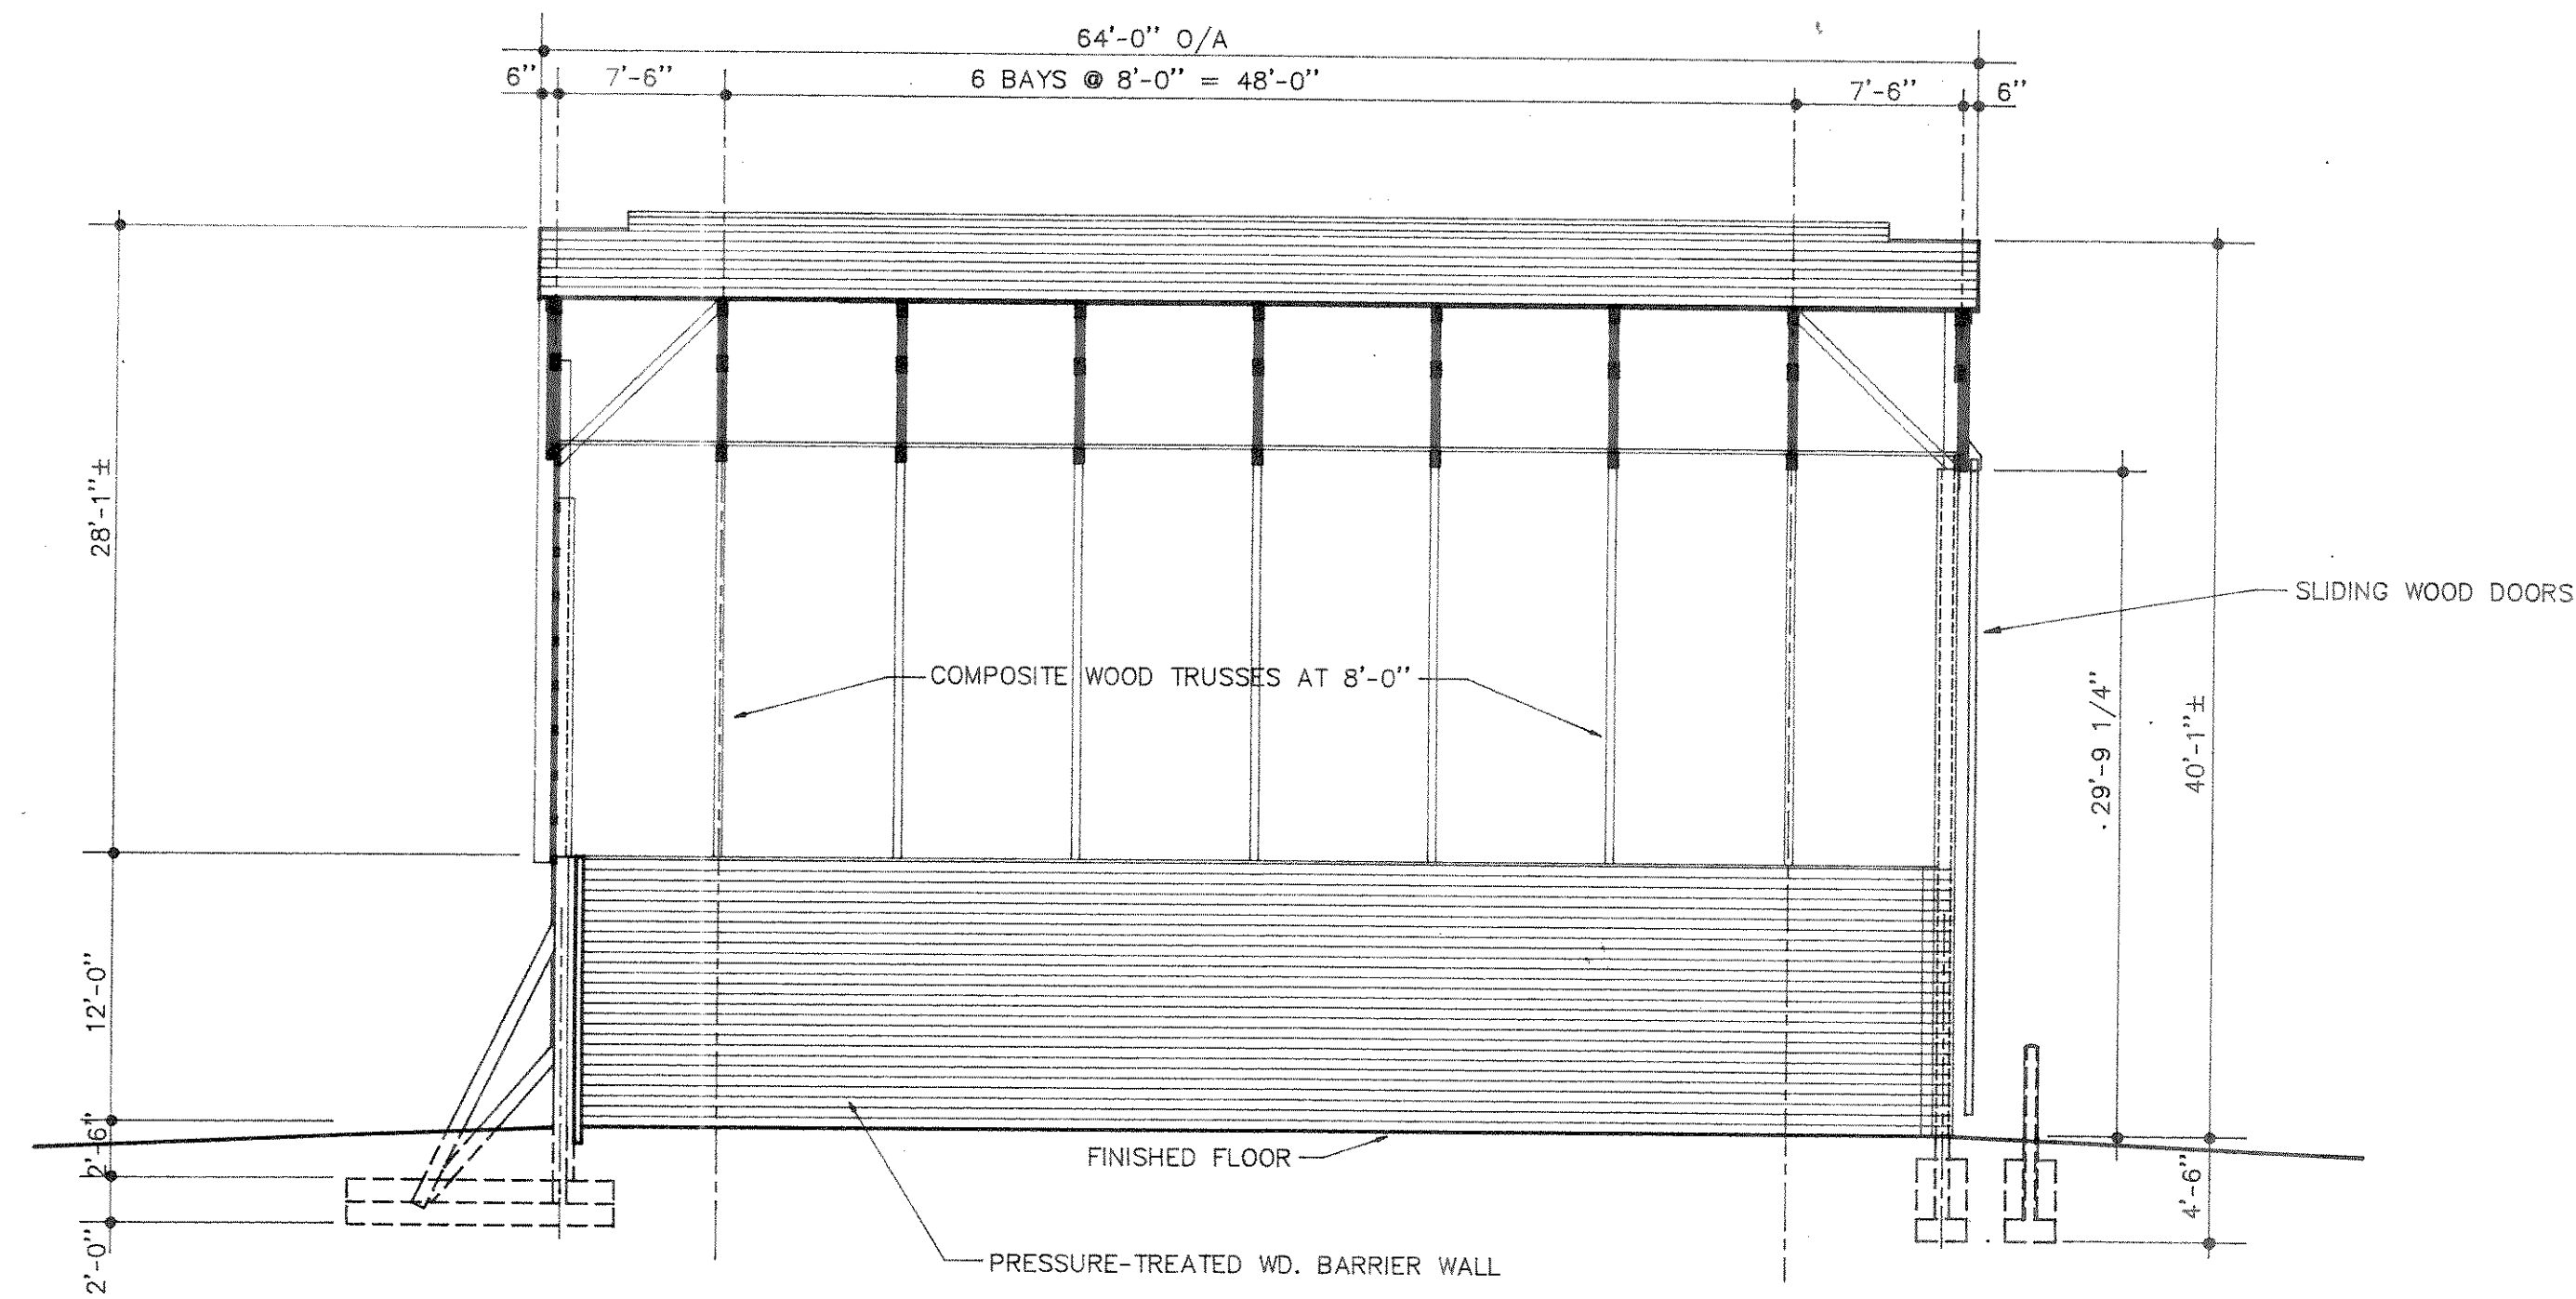 64'-0" O/A
6" 7'-6" 6 BAYS @ 8'-0" = 48'-0" 7'-6" 6"
28'-1"±
SLIDING WOOD DOORS
COMPOSITE WOOD TRUSSES AT 8'-0"
29'-9 1/4"
40'-1"±
12'-0"
2'-6"
FINISHED FLOOR
4'-6"
2'-0"
PRESSURE-TREATED WD. BARRIER WALL